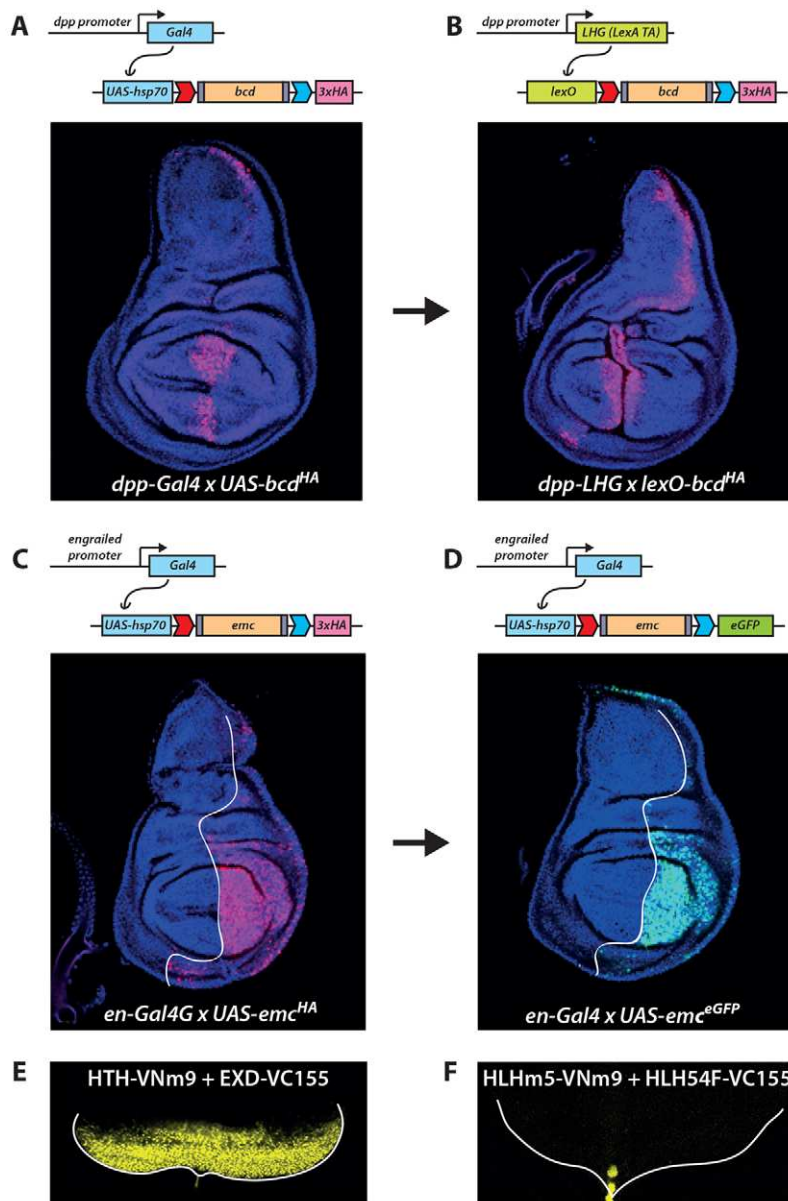 A
dpp promoter
Gal4
UAS-hsp70
bcd
3xHA
dpp-Gal4 x UAS-bcdHA
B
dpp promoter
LHG (LexA TA)
lexO
bcd
3xHA
dpp-LHG x lexO-bcdHA
C
engrailed
promoter
Gal4
UAS-hsp70
emc
3xHA
en-Gal4G x UAS-emcHA
D
engrailed
promoter
Gal4
UAS-hsp70
emc
eGFP
en-Gal4 x UAS-emceGFP
E
HTH-VNm9 + EXD-VC155
F
HLHm5-VNm9 + HLH54F-VC155